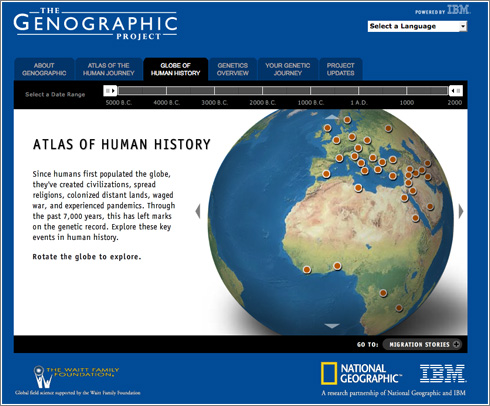 THE
GENOGRAPHIC
PROJECT
POWERED BY IBM
Select a Language
ABOUT
GENOGRAPHIC
ATLAS OF THE
HUMAN JOURNEY
GLOBE OF
HUMAN HISTORY
GENETICS
OVERVIEW
YOUR GENETIC
JOURNEY
PROJECT
UPDATES
Select a Date Range
5000 B.C. 4000 B.C. 3000 B.C. 2000 B.C. 1000 B.C. 1 A.D. 1000 2000
ATLAS OF HUMAN HISTORY
Since humans first populated the globe,
they've created civilizations, spread
religions, colonized distant lands, waged
war, and experienced pandemics. Through
the past 7,000 years, this has left marks
on the genetic record. Explore these key
events in human history.
Rotate the globe to explore.
GO TO: MIGRATION STORIES
THE WAITT FAMILY
FOUNDATION
Global field science supported by the Waitt Family Foundation
NATIONAL
GEOGRAPHIC™
IBM
A research partnership of National Geographic and IBM